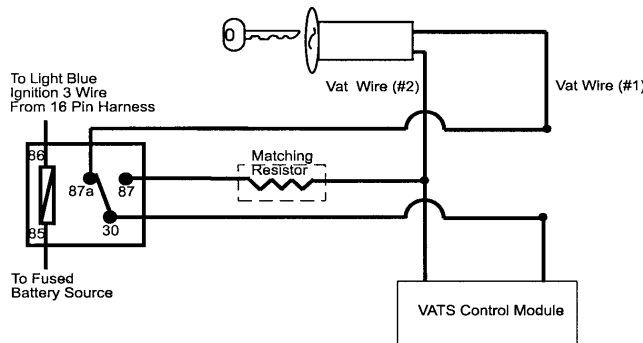 To Light Blue
Ignition 3 Wire
From 16 Pin Harness
Vat Wire (#2)
Vat Wire (#1)
86
87a
87
Matching
Resistor
85
30
To Fused
Battery Source
VATS Control Module